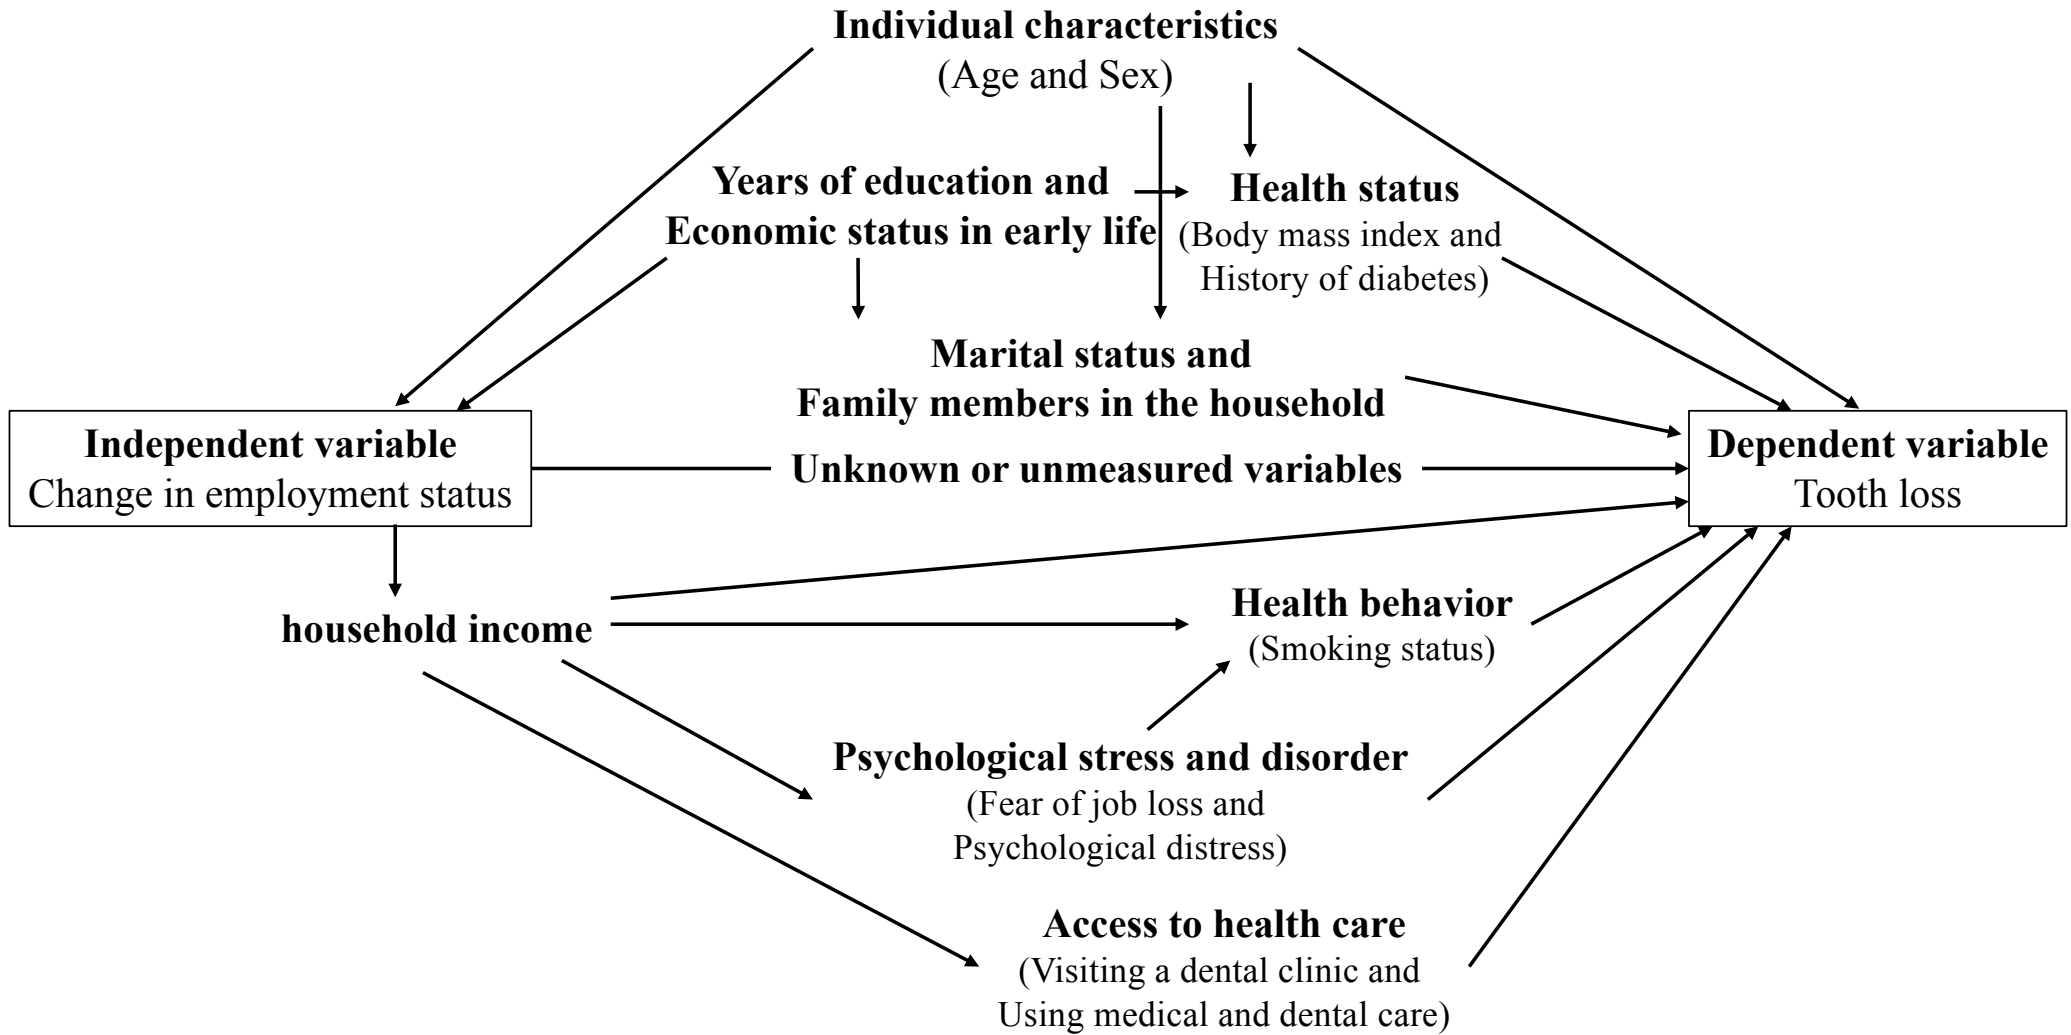 Individual characteristics
(Age and Sex)
Years of education and
Economic status in early life
Health status
(Body mass index and
History of diabetes)
Marital status and
Family members in the household
Independent variable
Change in employment status
Unknown or unmeasured variables
Dependent variable
Tooth loss
household income
Health behavior
(Smoking status)
Psychological stress and disorder
(Fear of job loss and
Psychological distress)
Access to health care
(Visiting a dental clinic and
Using medical and dental care)